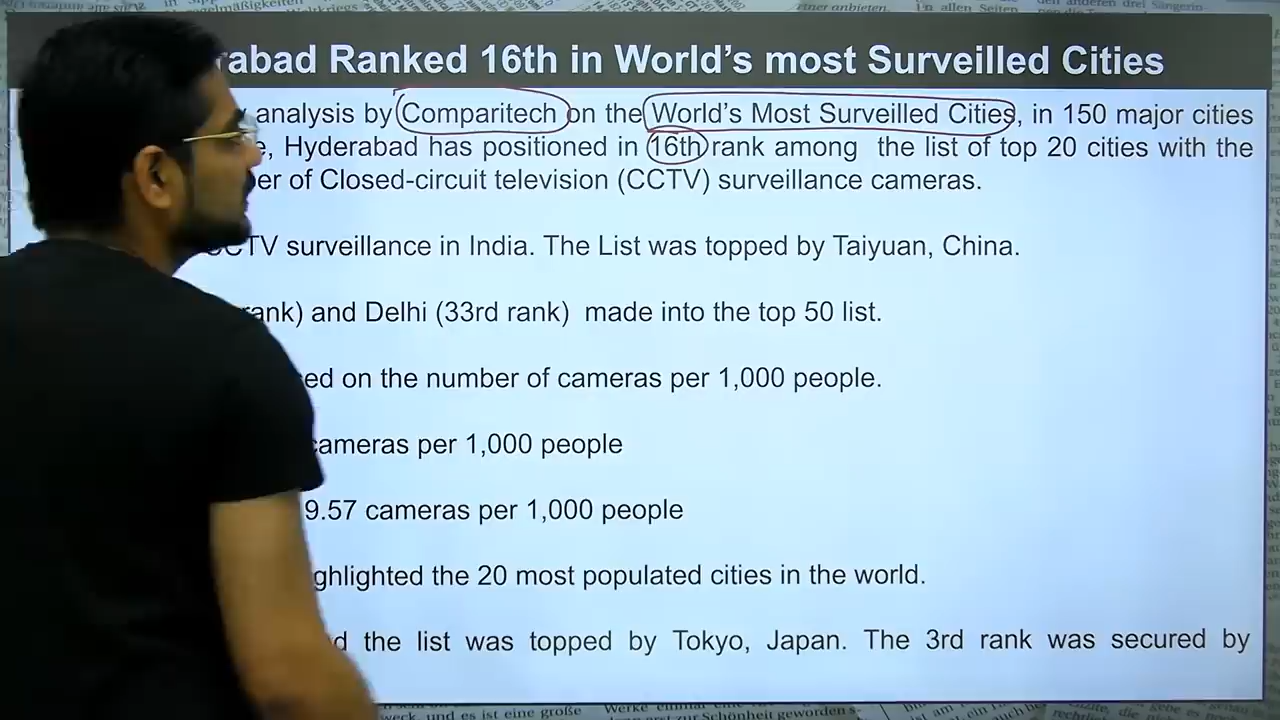 rabad Ranked 16th in World's most Surveilled Cities
analysis by Comparitech on the World's Most Surveilled Cities, in 150 major cities
Hyderabad has positioned in 16th rank among the list of top 20 cities with the
of Closed-circuit television (CCTV) surveillance cameras.
CCTV surveillance in India. The List was topped by Taiyuan, China.
rank) and Delhi (33rd rank) made into the top 50 list.
on the number of cameras per 1,000 people.
cameras per 1,000 people
9.57 cameras per 1,000 people
the 20 most populated cities in the world.
the list was topped by Tokyo, Japan. The 3rd rank was secured by